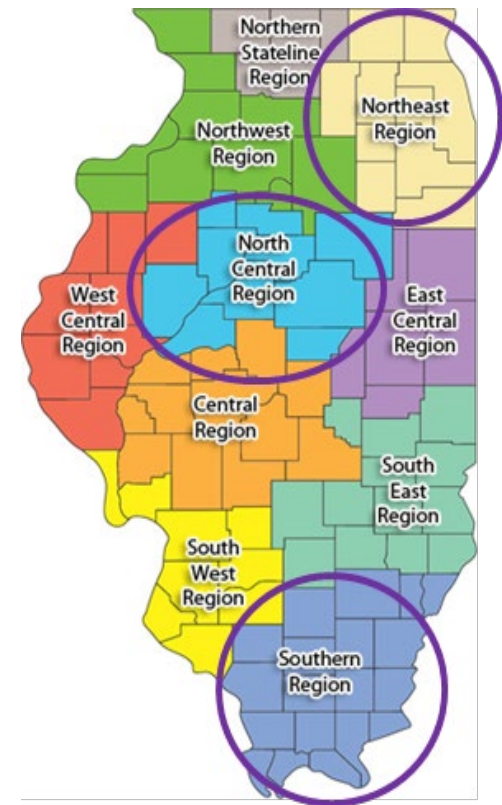 Northern
Stateline
Region
Northeast
Region
Northwest
Region
North
Central
Region
West
Central
Region
East
Central
Region
Central
Region
South
East
Region
South
West
Region
Southern
Region